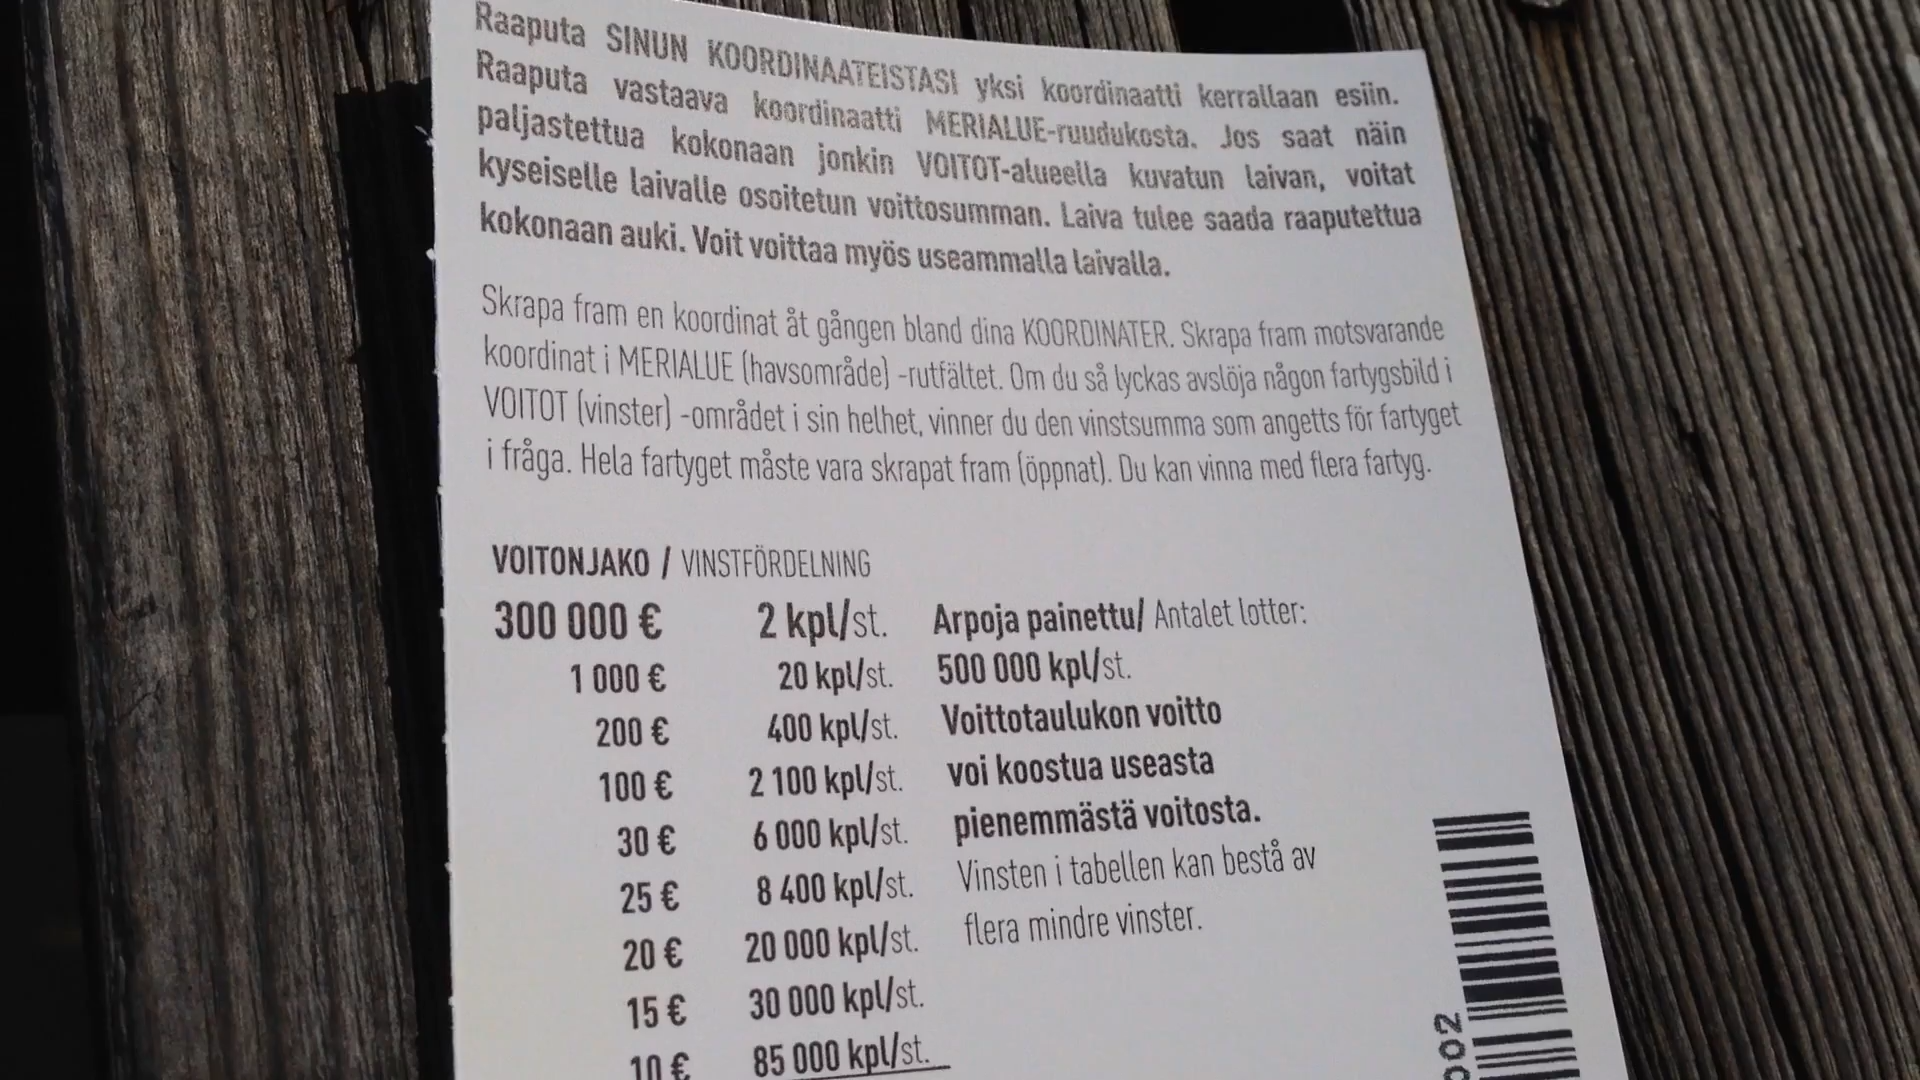 Raaputa SINUN KOORDINAATEISTASI yksi koordinaatti kerrallaan esiin.
Raaputa vastaava koordinaatti MERIALUE-ruudukosta. Jos saat näin
paljastettua kokonaan jonkin VOITOT-alueella kuvatun laivan, voitat
kyseiselle laivalle osoitetun voittosumman. Laiva tulee saada raaputettua
kokonaan auki. Voit voittaa myös useammalla laivalla.
Skrapa fram en koordinat åt gången bland dina KOORDINATER. Skrapa fram motsvarande
koordinat i MERIALUE (havsområde) -rutfältet. Om du så lyckas avslöja någon fartygsbild i
VOITOT (vinster) -området i sin helhet, vinner du den vinstsumma som angetts för fartyget
i fråga. Hela fartyget måste vara skrapat fram (öppnat). Du kan vinna med flera fartyg.
VOITONJAKO / VINSTFÖRDELNING
300 000 € 2 kpl/st.
1 000 € 20 kpl/st.
200 € 400 kpl/st.
100 € 2 100 kpl/st.
30 € 6 000 kpl/st.
25 € 8 400 kpl/st.
20 € 20 000 kpl/st.
15 € 30 000 kpl/st.
10 € 85 000 kpl/st.
Arpoja painettu/ Antalet lotter:
500 000 kpl/st.
Voittotaulukon voitto
voi koostua useasta
pienemmästä voitosta.
Vinsten i tabellen kan bestå av
flera mindre vinster.
002